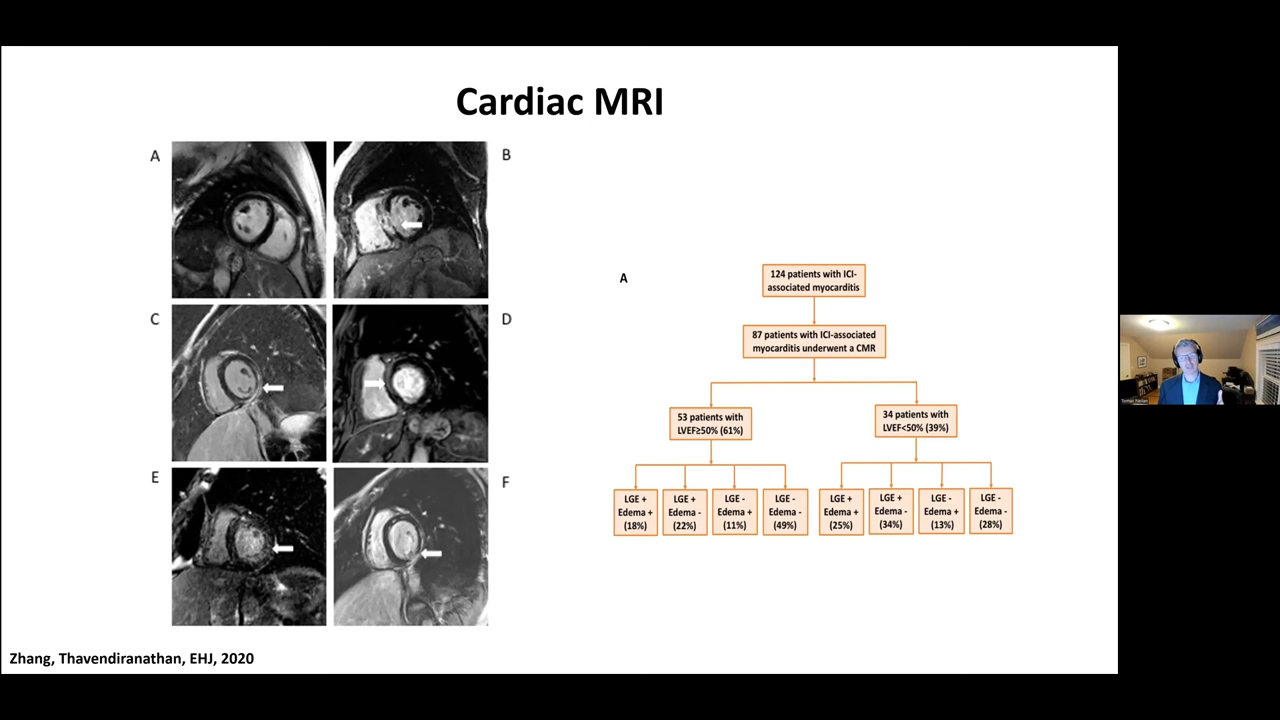 Cardiac MRI
A
B
C
D
E
F
A
124 patients with ICI-
associated myocarditis
87 patients with ICI-associated
myocarditis underwent a CMR
53 patients with
LVEF≥50% (61%)
34 patients with
LVEF<50% (39%)
LGE +
Edema +
(18%)
LGE +
Edema -
(22%)
LGE -
Edema +
(11%)
LGE -
Edema -
(49%)
LGE +
Edema +
(25%)
LGE +
Edema -
(34%)
LGE -
Edema +
(13%)
LGE -
Edema -
(28%)
Zhang, Thavendiranathan, EHJ, 2020